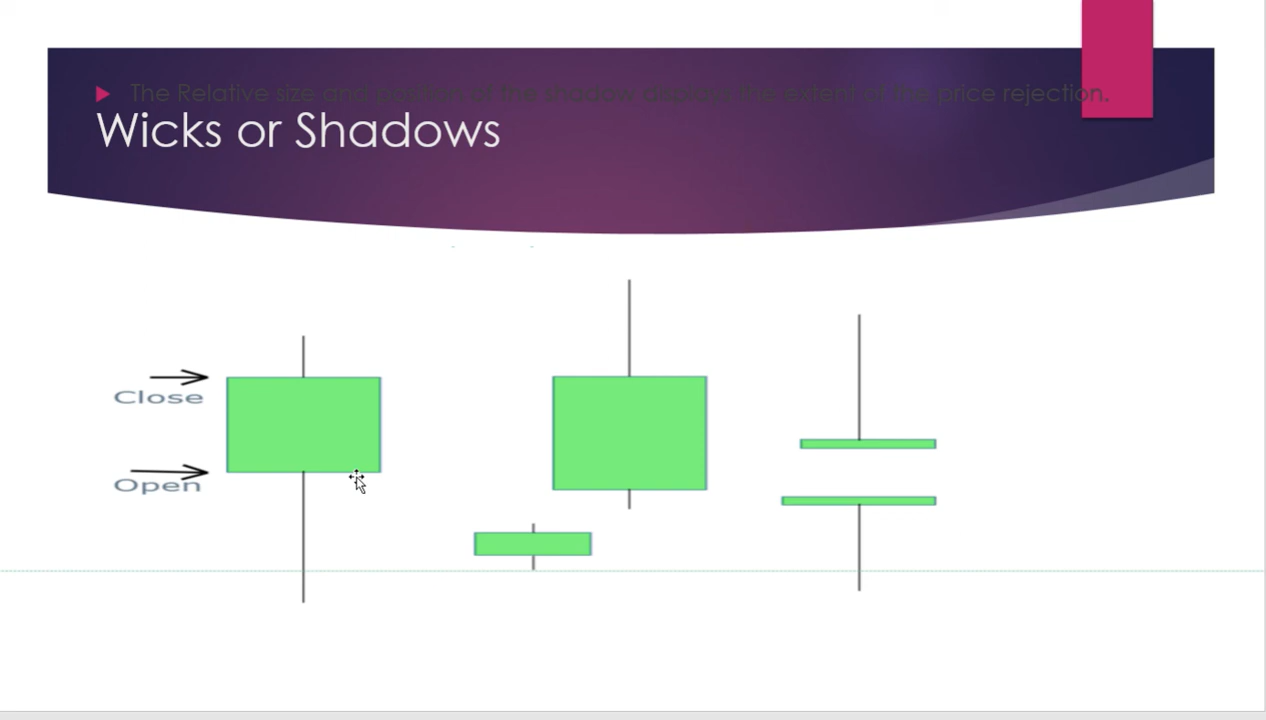 The Relative size and position of the shadow displays the extent of the price rejection.
Wicks or Shadows
Close
Open